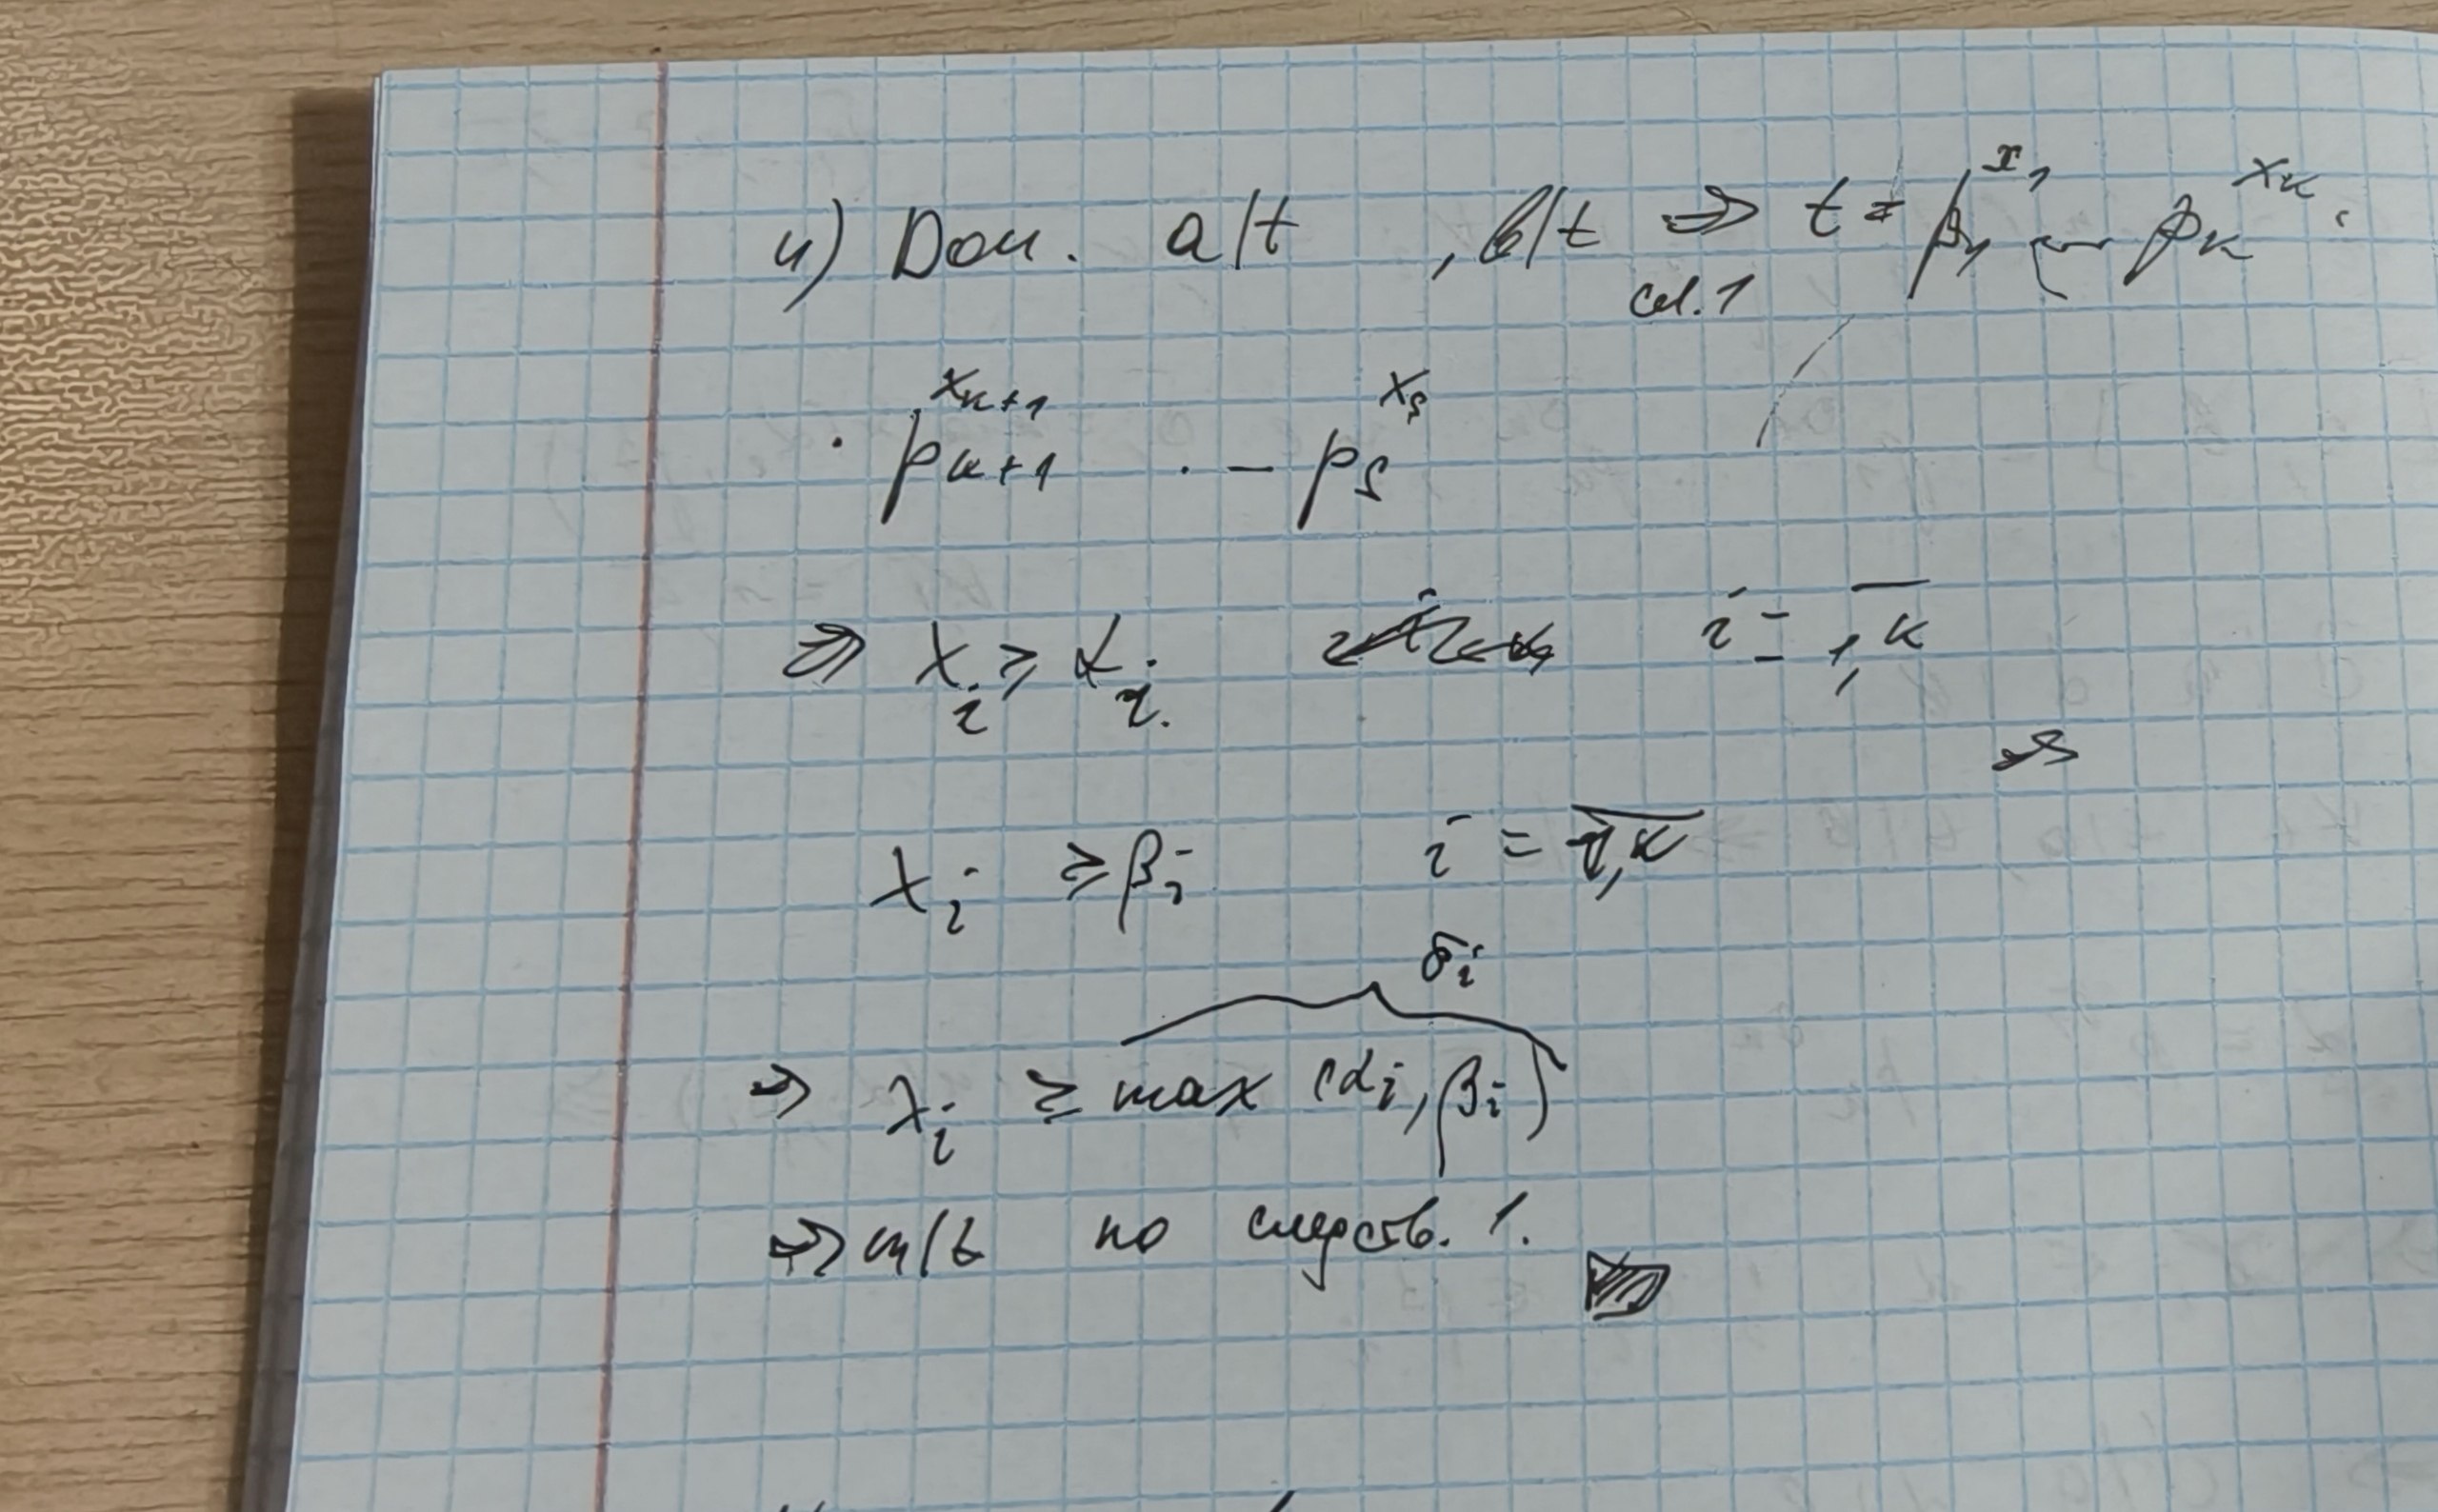 4) Доп. a|t , b|t ⇒ t = p₁^x₁ ... pₖ^xₖ ·
сл.1
· pₖ₊₁^xₖ₊₁ · – pₛ^xₛ
⇒ xᵢ ≥ αᵢ i = 1,k
⇒
xᵢ ≥ βᵢ i = 1,k
δᵢ
⇒ xᵢ ≥ max (αᵢ, βᵢ)
⇒ m|t по следств. 1.